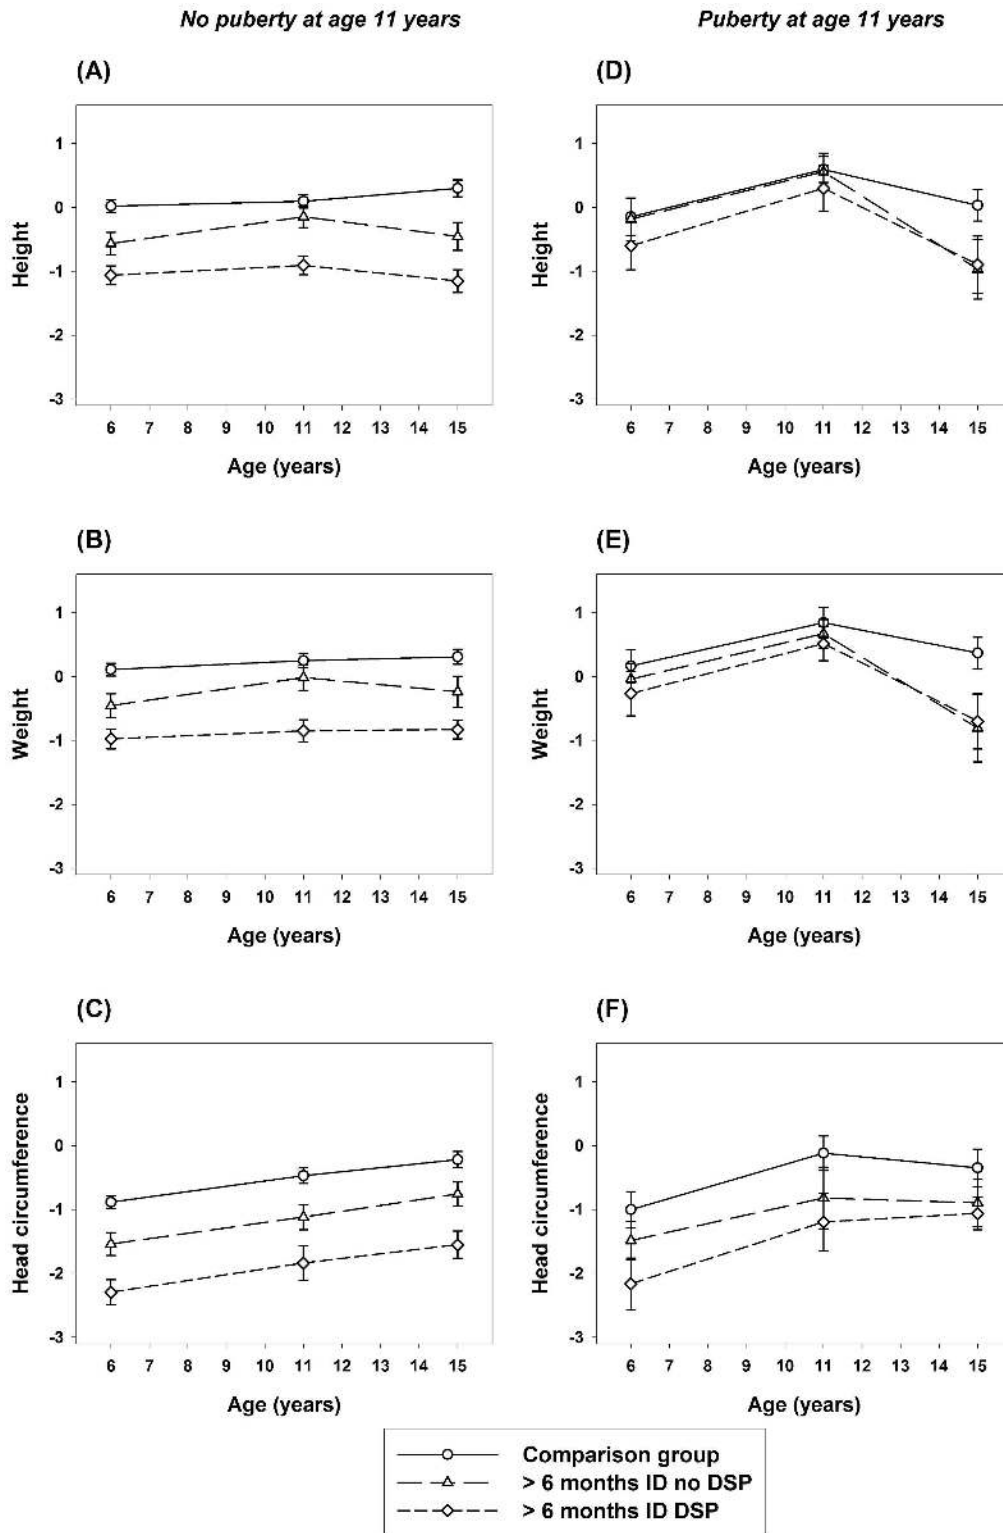 No puberty at age 11 years
Puberty at age 11 years
(A)
1
0
-1
-2
-3
Height
6 7 8 9 10 11 12 13 14 15
Age (years)
(D)
1
0
-1
-2
-3
Height
6 7 8 9 10 11 12 13 14 15
Age (years)
(B)
1
0
-1
-2
-3
Weight
6 7 8 9 10 11 12 13 14 15
Age (years)
(E)
1
0
-1
-2
-3
Weight
6 7 8 9 10 11 12 13 14 15
Age (years)
(C)
1
0
-1
-2
-3
Head circumference
6 7 8 9 10 11 12 13 14 15
Age (years)
(F)
1
0
-1
-2
-3
Head circumference
6 7 8 9 10 11 12 13 14 15
Age (years)
Comparison group
> 6 months ID no DSP
> 6 months ID DSP